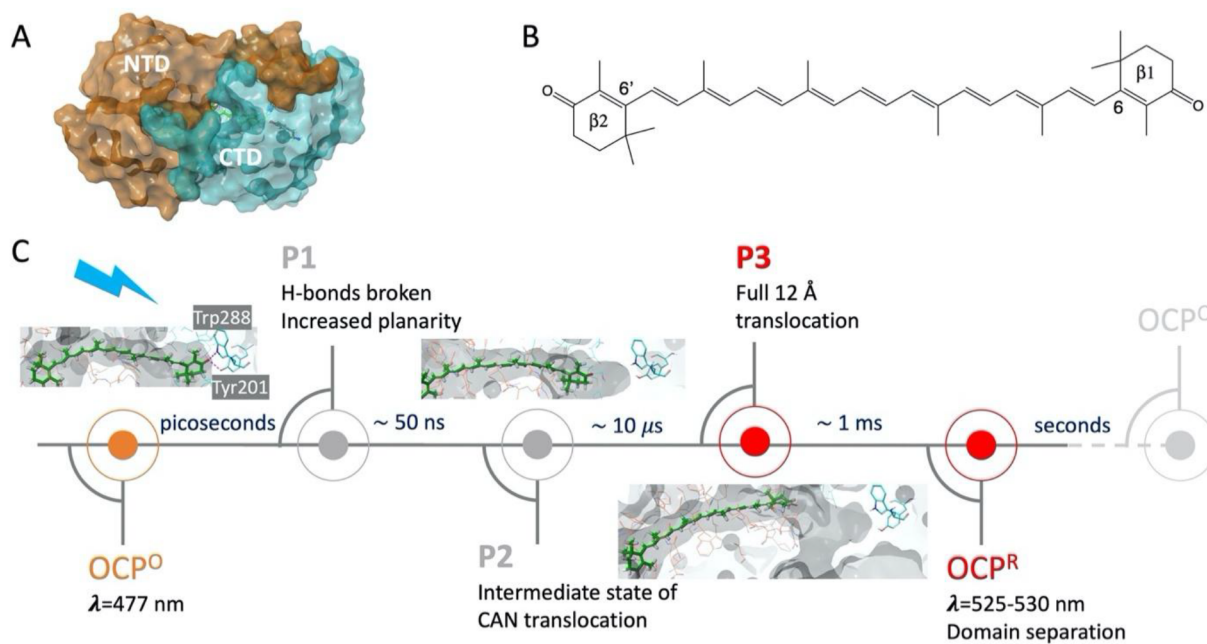 A
NTD
CTD
B
O
β2
6'
6
β1
O
C
P1
H-bonds broken
Increased planarity
P3
Full 12 Å
translocation
OCP^O
Trp288
Tyr201
picoseconds
~ 50 ns
~ 10 μs
~ 1 ms
seconds
OCP^O
λ=477 nm
P2
Intermediate state of
CAN translocation
OCP^R
λ=525-530 nm
Domain separation